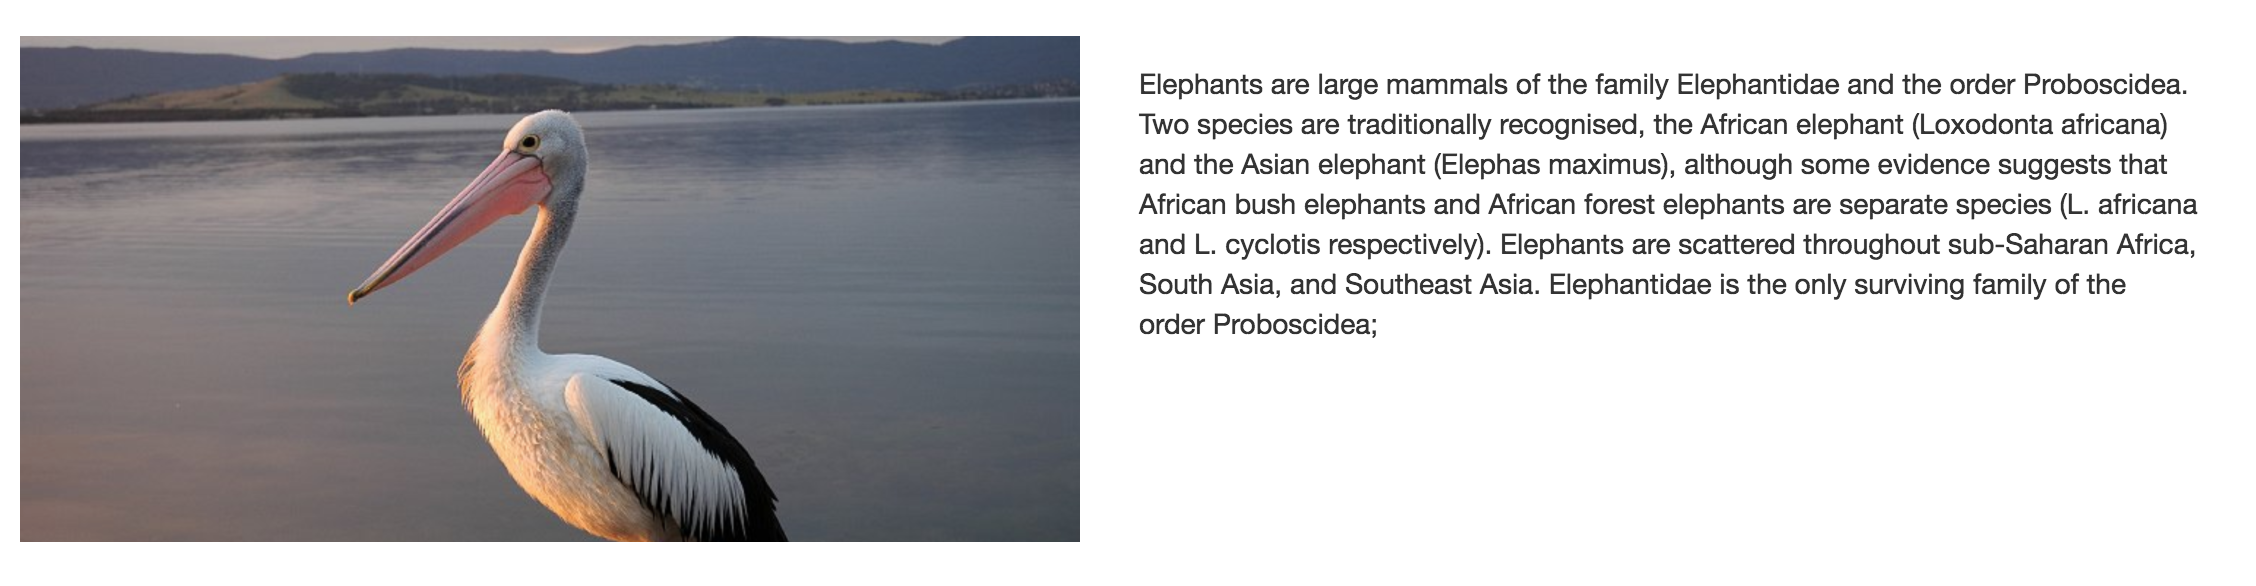 Elephants are large mammals of the family Elephantidae and the order Proboscidea.
Two species are traditionally recognised, the African elephant (Loxodonta africana)
and the Asian elephant (Elephas maximus), although some evidence suggests that
African bush elephants and African forest elephants are separate species (L. africana
and L. cyclotis respectively). Elephants are scattered throughout sub-Saharan Africa,
South Asia, and Southeast Asia. Elephantidae is the only surviving family of the
order Proboscidea;